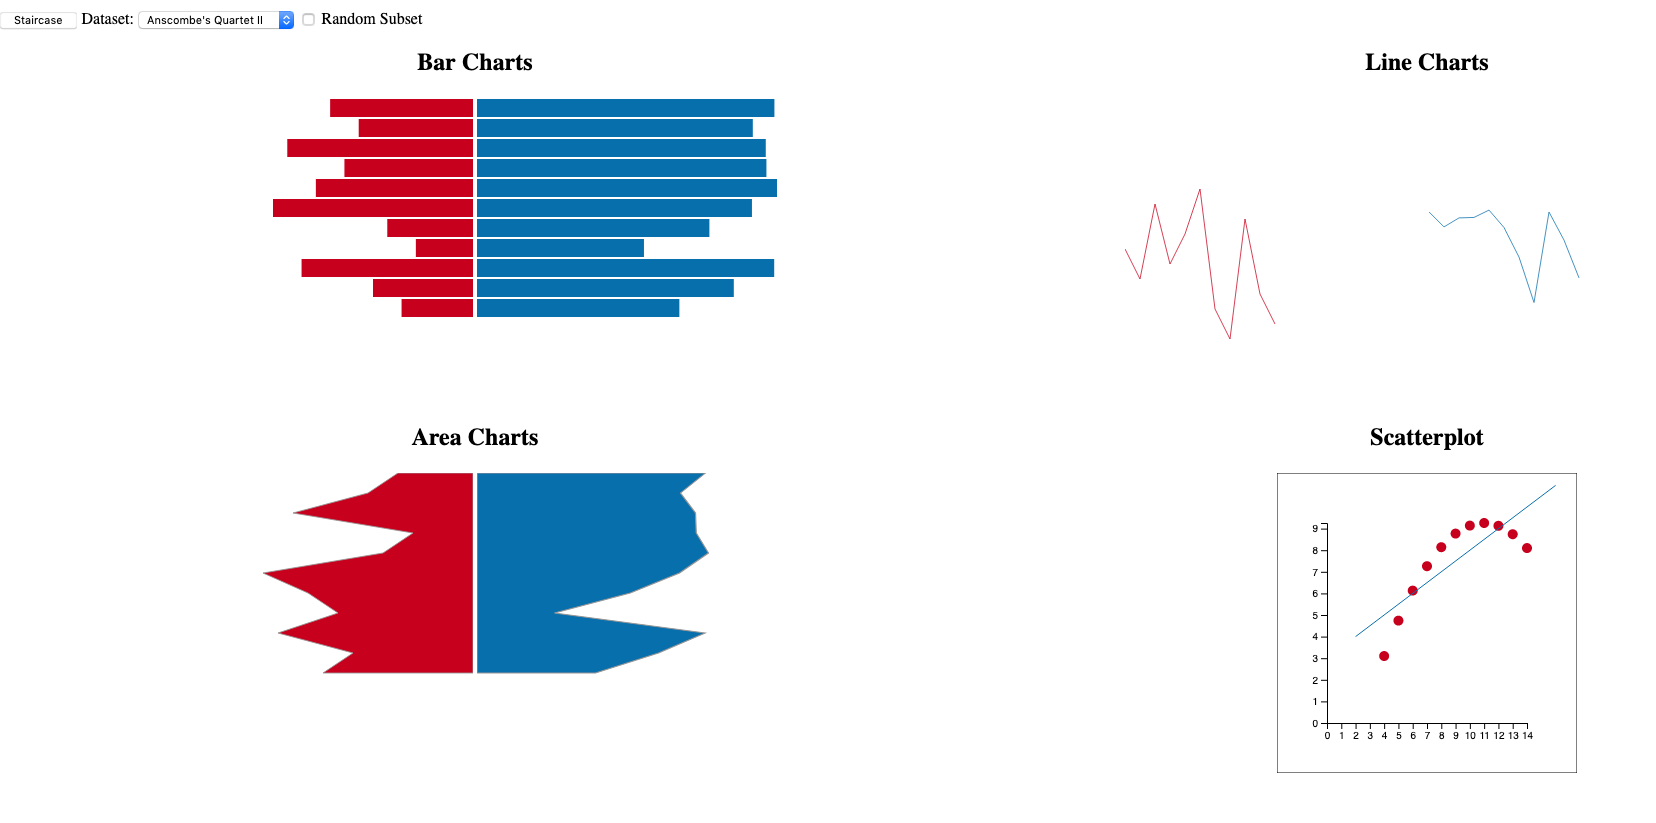 Staircase Dataset: Anscombe's Quartet II Random Subset
Bar Charts
Line Charts
Area Charts
Scatterplot
9
8
7
6
5
4
3
2
1
0
0 1 2 3 4 5 6 7 8 9 10 11 12 13 14